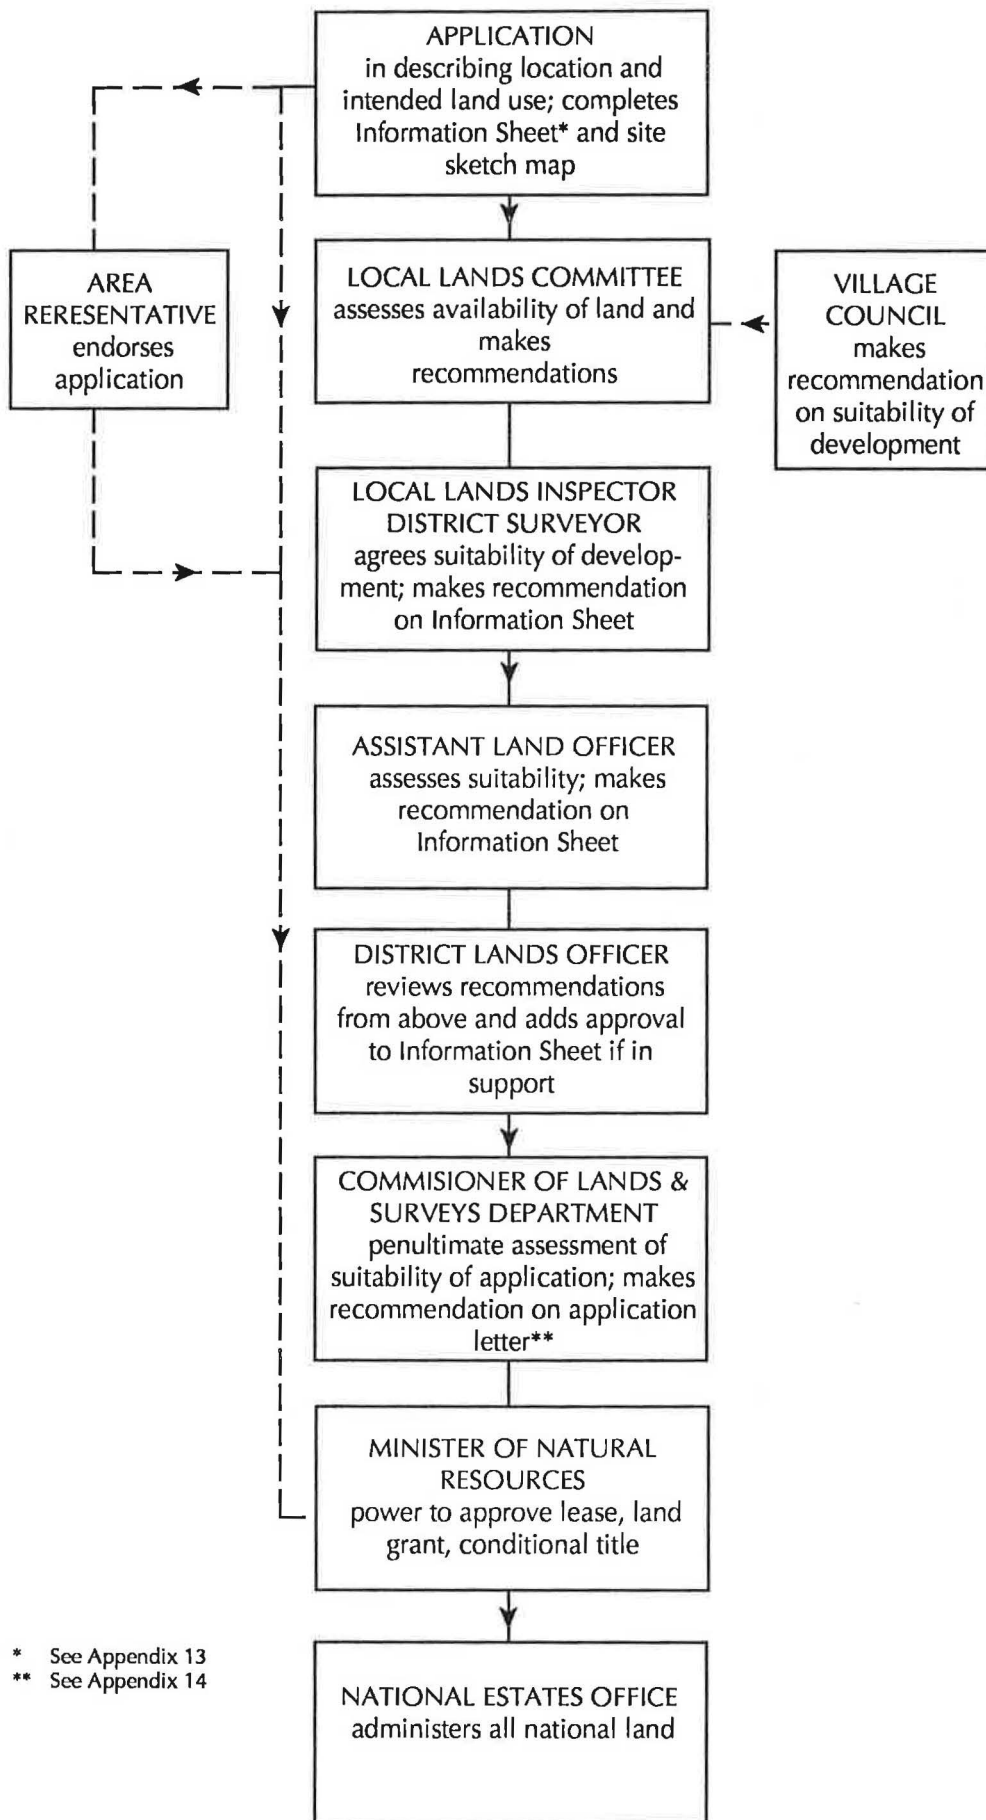 APPLICATION
in describing location and
intended land use; completes
Information Sheet* and site
sketch map
AREA
RERESENTATIVE
endorses
application
LOCAL LANDS COMMITTEE
assesses availability of land and
makes
recommendations
VILLAGE
COUNCIL
makes
recommendation
on suitability of
development
LOCAL LANDS INSPECTOR
DISTRICT SURVEYOR
agrees suitability of develop-
ment; makes recommendation
on Information Sheet
ASSISTANT LAND OFFICER
assesses suitability; makes
recommendation on
Information Sheet
DISTRICT LANDS OFFICER
reviews recommendations
from above and adds approval
to Information Sheet if in
support
COMMISIONER OF LANDS &
SURVEYS DEPARTMENT
penultimate assessment of
suitability of application; makes
recommendation on application
letter**
MINISTER OF NATURAL
RESOURCES
power to approve lease, land
grant, conditional title
* See Appendix 13
** See Appendix 14
NATIONAL ESTATES OFFICE
administers all national land